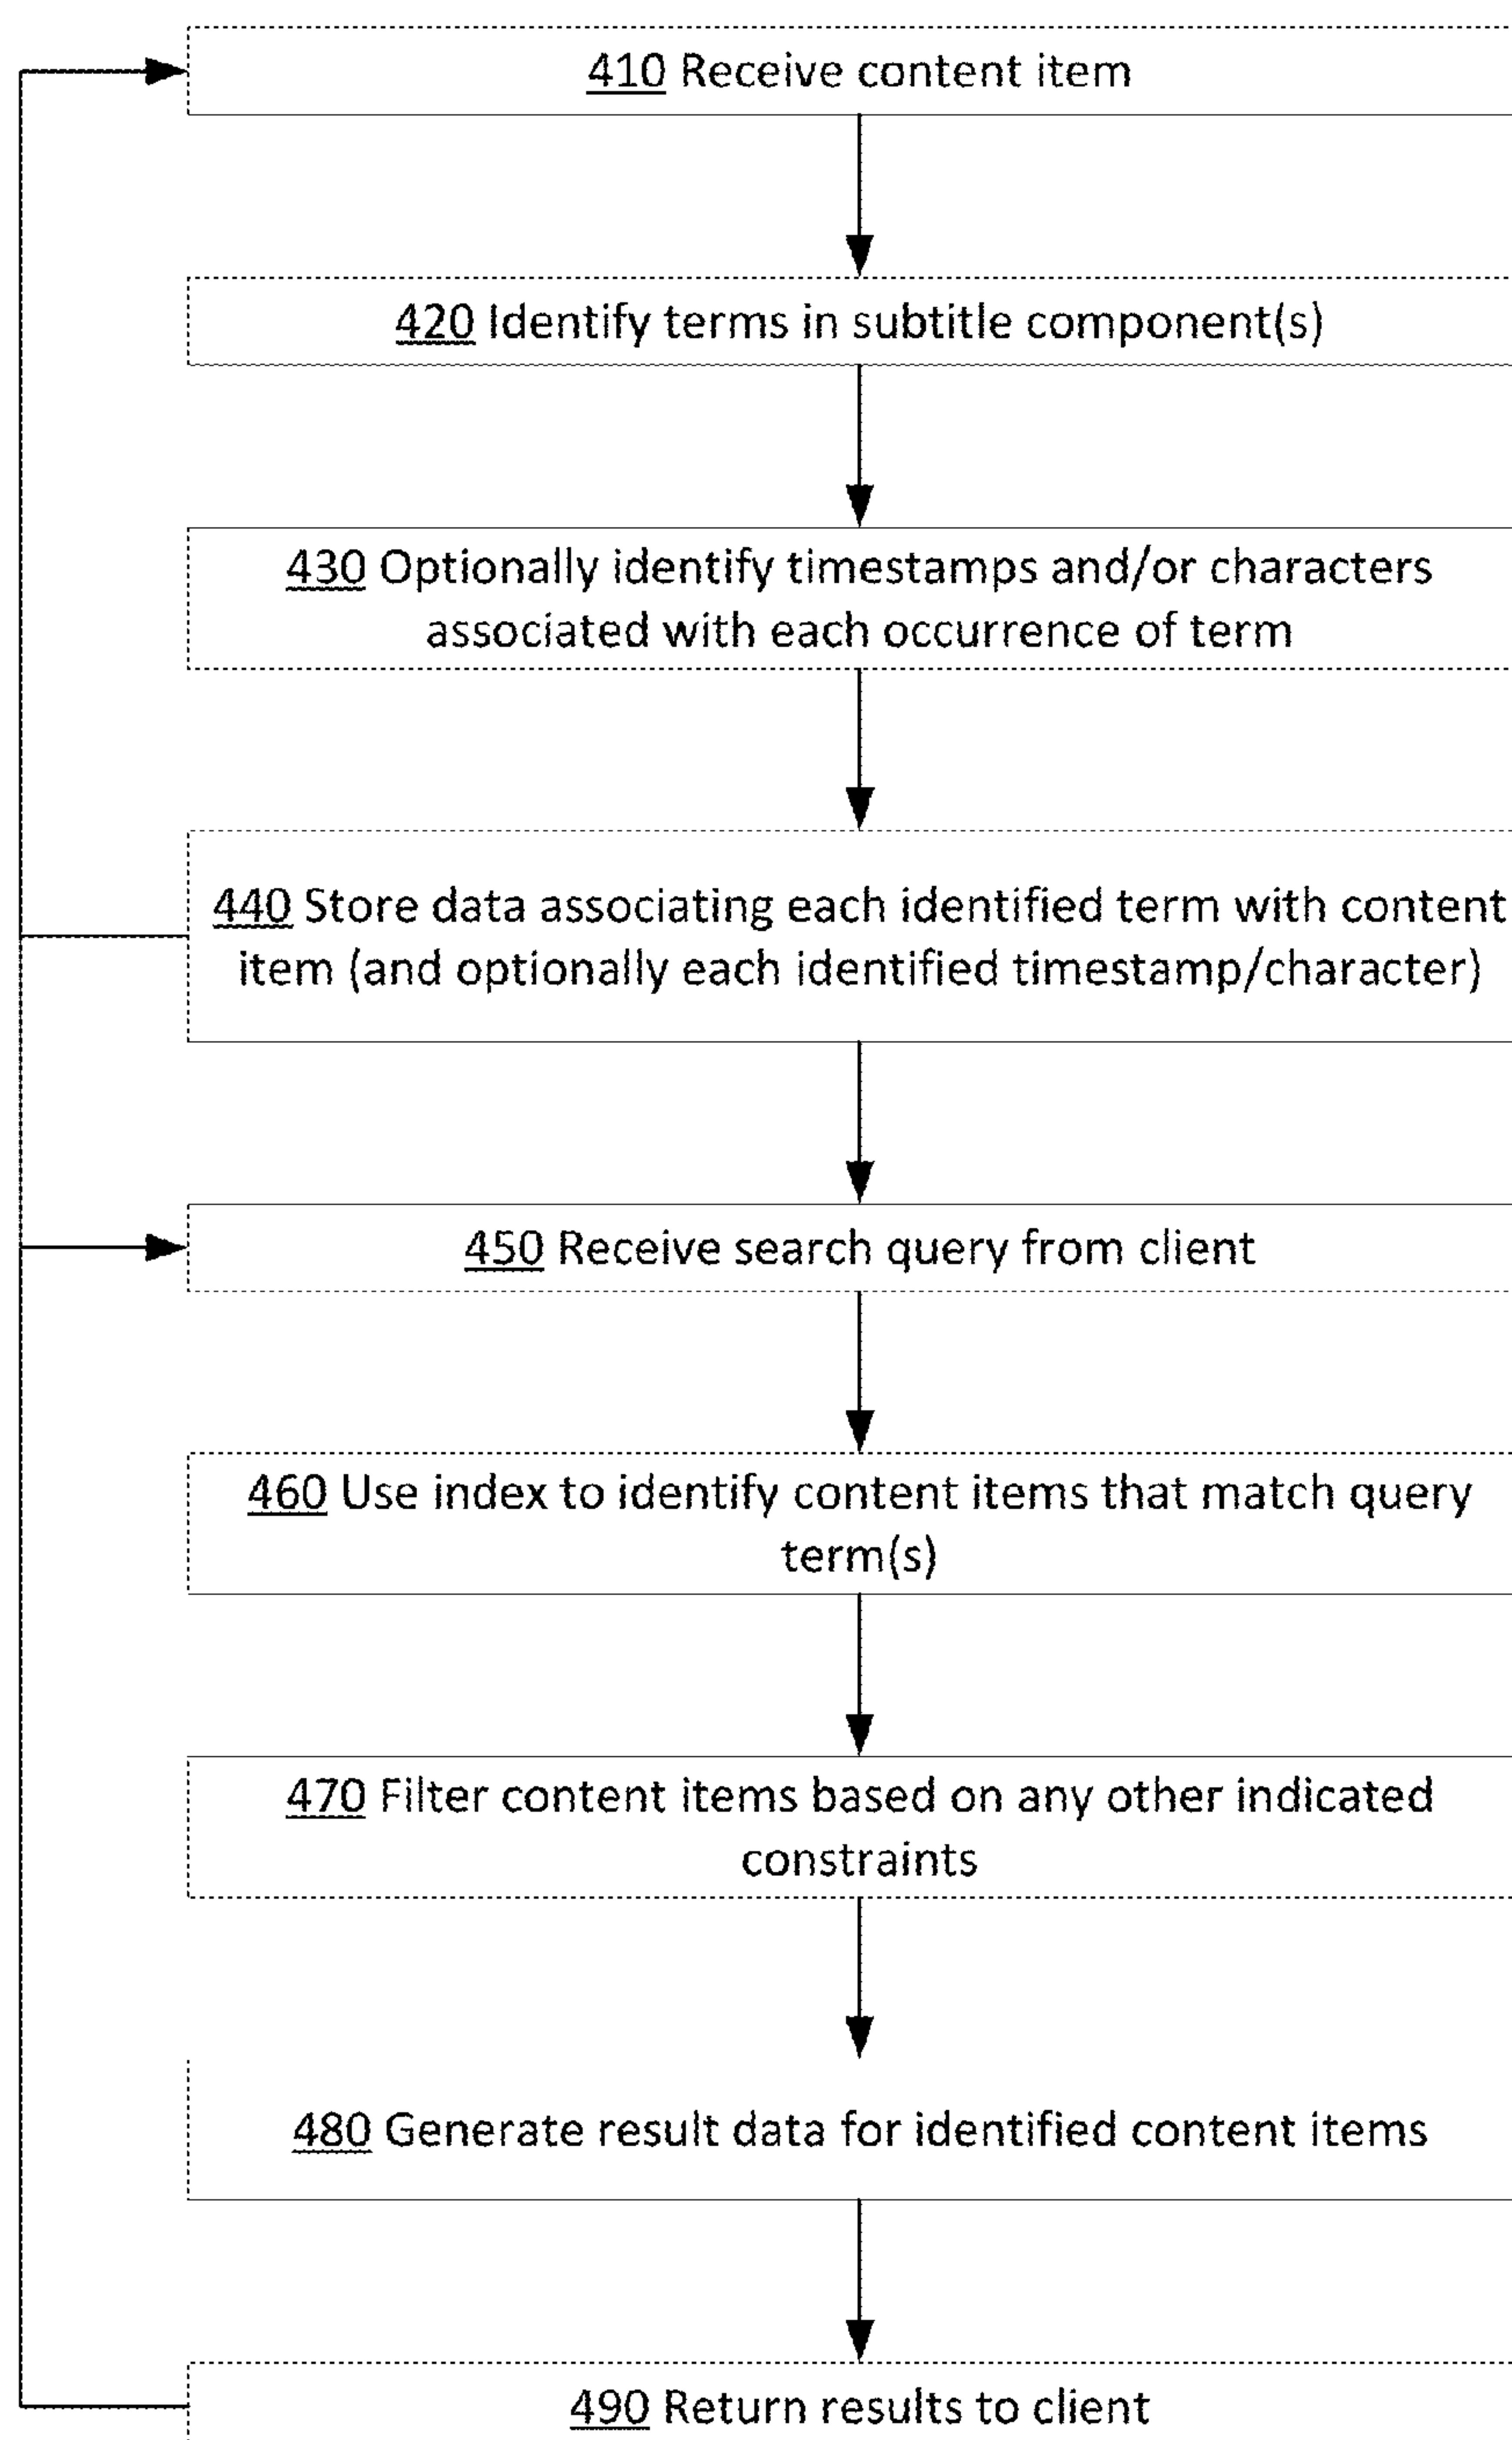 410 Receive content item
420 Identify terms in subtitle component(s)
430 Optionally identify timestamps and/or characters
associated with each occurrence of term
440 Store data associating each identified term with content
item (and optionally each identified timestamp/character)
450 Receive search query from client
460 Use index to identify content items that match query
term(s)
470 Filter content items based on any other indicated
constraints
480 Generate result data for identified content items
490 Return results to client